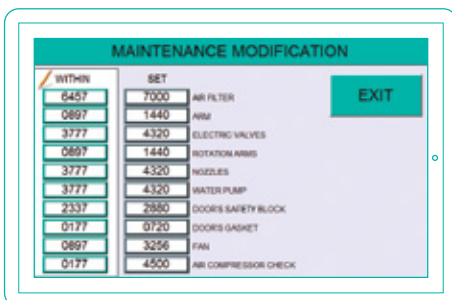 MAINTENANCE MODIFICATION
WITHIN SET
6457 7000 AIR FILTER EXIT
0897 1440 ARM
3777 4320 ELECTRIC VALVES
0897 1440 ROTATION ARMS
3777 4320 NOZZLES
3777 4320 WATER PUMP
2337 2880 DOOR'S SAFETY BLOCK
0177 0720 DOOR'S GASKET
0897 3256 FAN
0177 4500 AIR COMPRESSOR CHECK